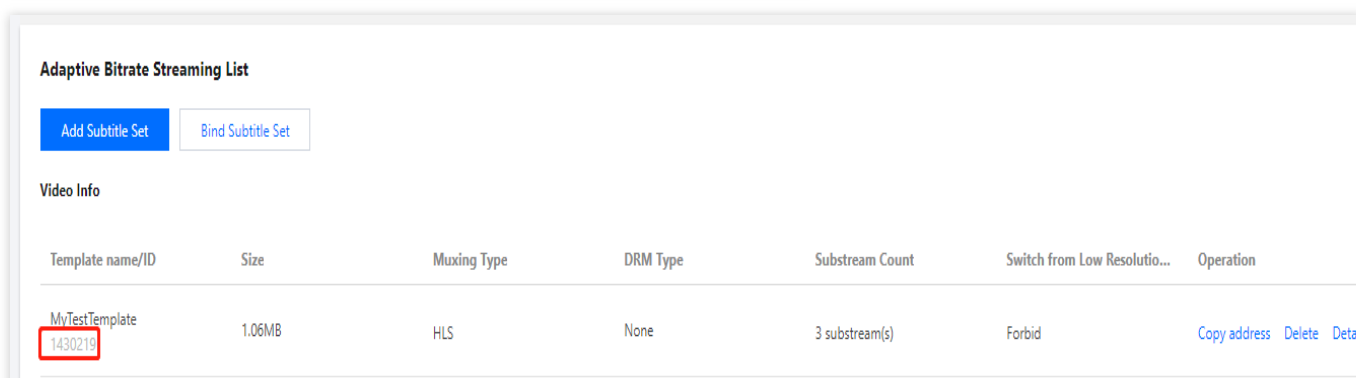 Adaptive Bitrate Streaming List
Add Subtitle Set Bind Subtitle Set
Video Info
Template name/ID Size Muxing Type DRM Type Substream Count Switch from Low Resolutio... Operation
MyTestTemplate
1430219 1.06MB HLS None 3 substream(s) Forbid Copy address Delete Deta